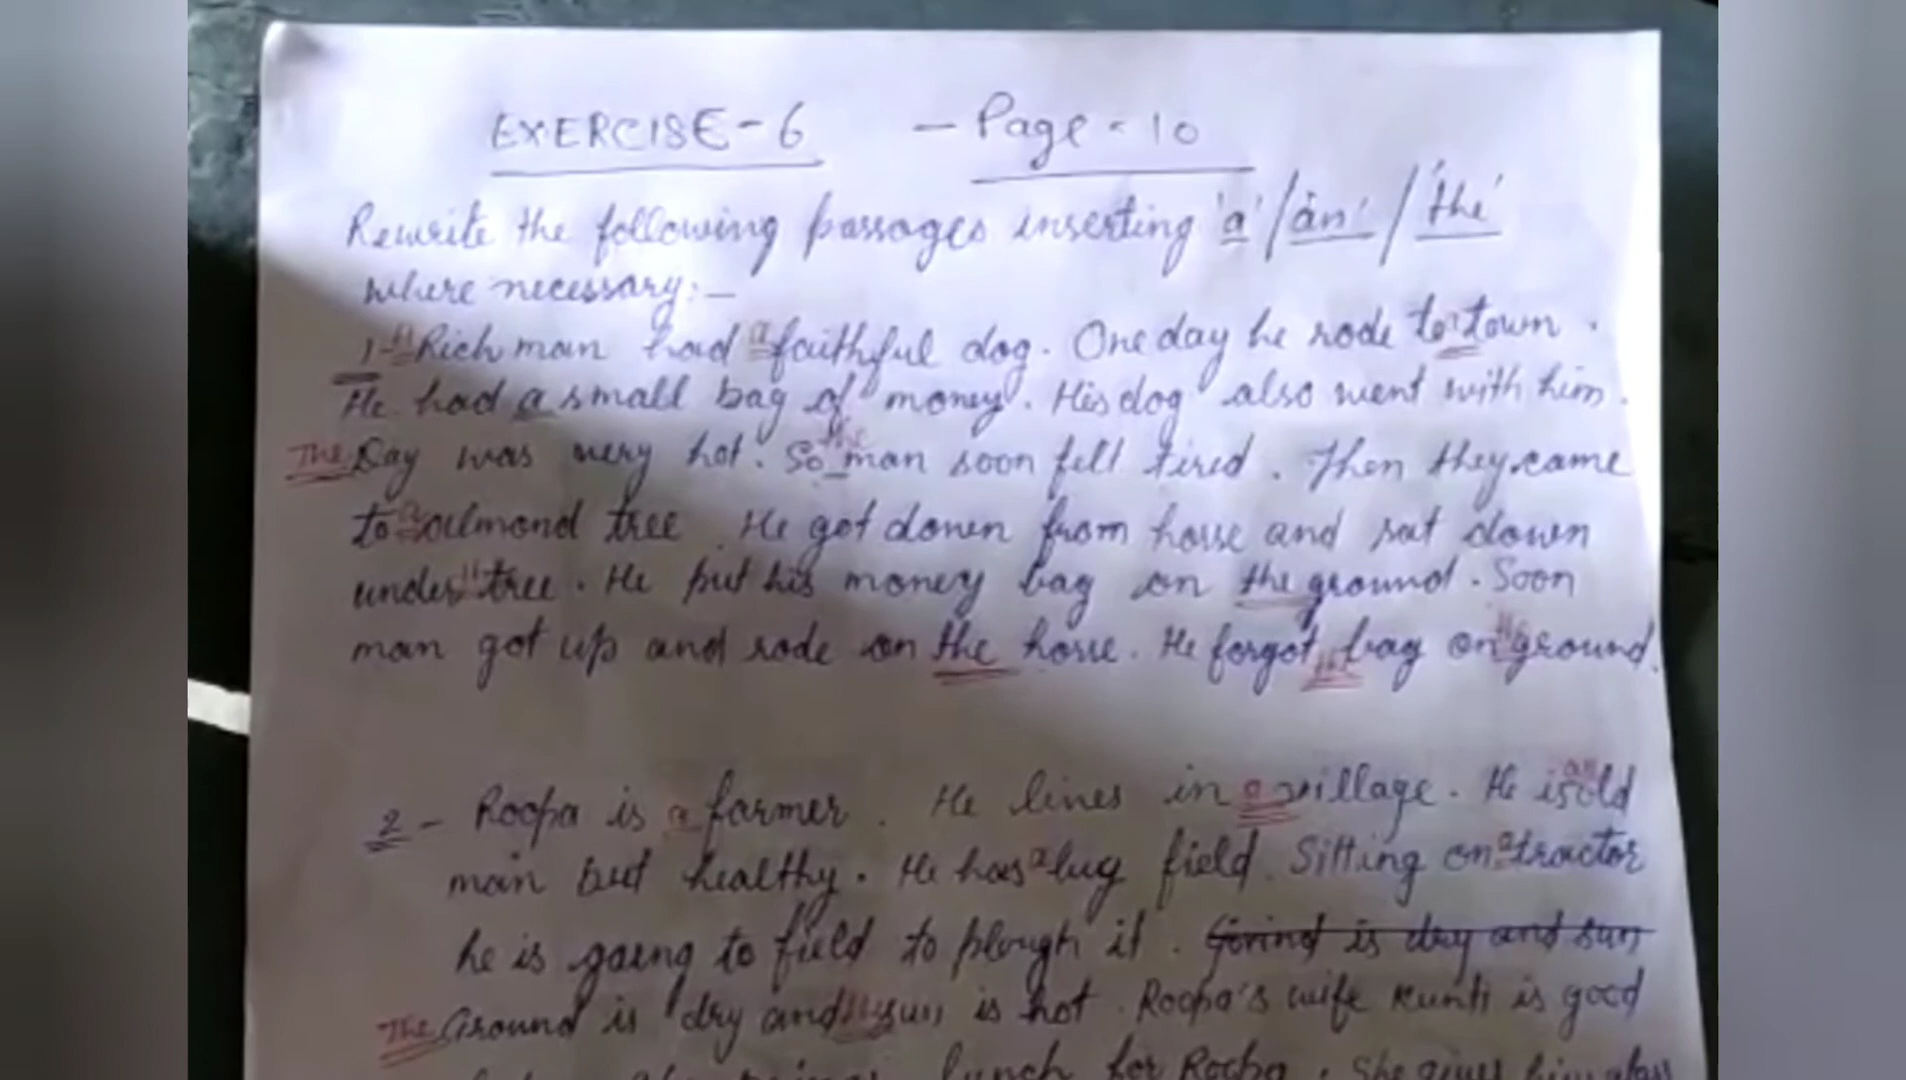 EXERCISE-6 - Page-10
Rewrite the following passages inserting 'a'/'an'/'the'
where necessary:-
1- Rich man had a faithful dog. One day he rode to a town.
He had a small bag of money. His dog also went with him.
The Day was very hot. So the man soon felt tired. Then they came
to almond tree. He got down from horse and sat down
under tree. He put his money bag on the ground. Soon
man got up and rode on the horse. He forgot the bag on the ground.
2- Roopa is a farmer. He lives in a village. He is an old
man but healthy. He has a big field. Sitting on a tractor
he is going to field to plough it. Gorind is dry and sun
The Ground is dry and sun is hot. Roopa's wife Kunti is good
lunch for Roopa. She gives him